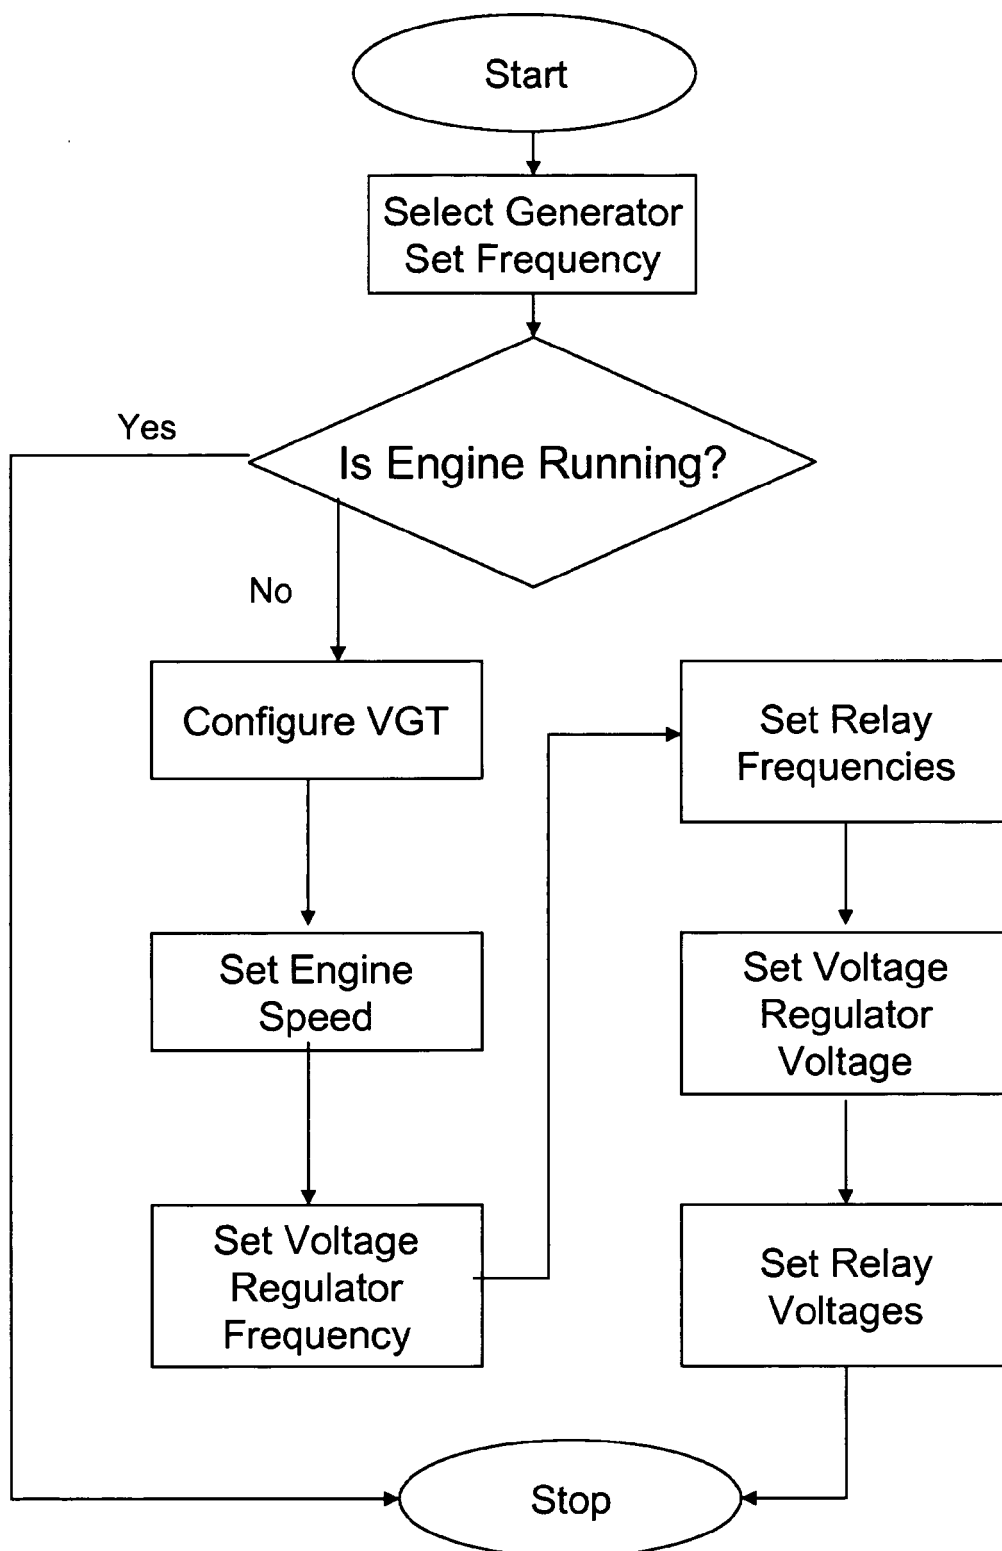 Start
Select Generator
Set Frequency
Yes
Is Engine Running?
No
Configure VGT
Set Engine
Speed
Set Voltage
Regulator
Frequency
Set Relay
Frequencies
Set Voltage
Regulator
Voltage
Set Relay
Voltages
Stop